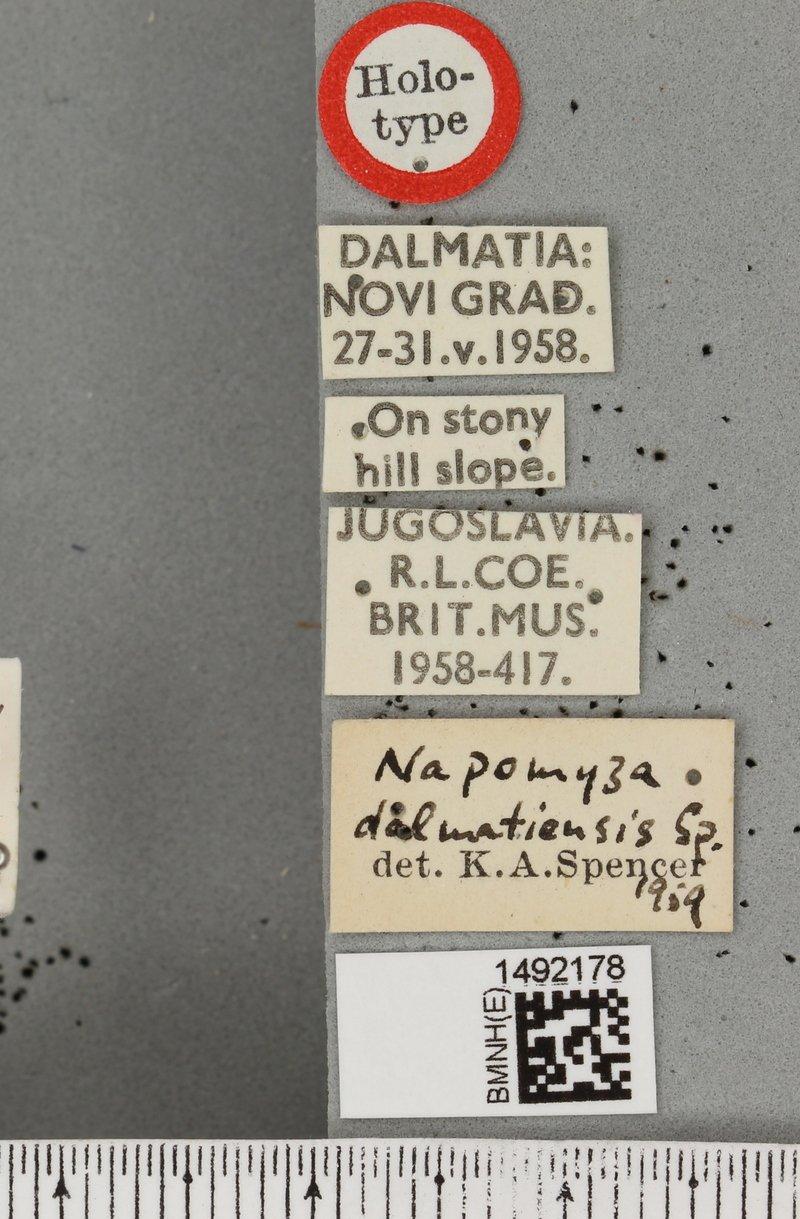 Holo-
type
DALMATIA:
NOVI GRAD.
27-31.v.1958.
On stony
hill slope.
JUGOSLAVIA.
R.L.COE.
BRIT.MUS.
1958-417.
Napomyza
dalmatiensis Sp.
det. K.A.Spencer
1959
1492178
BMNH(E)